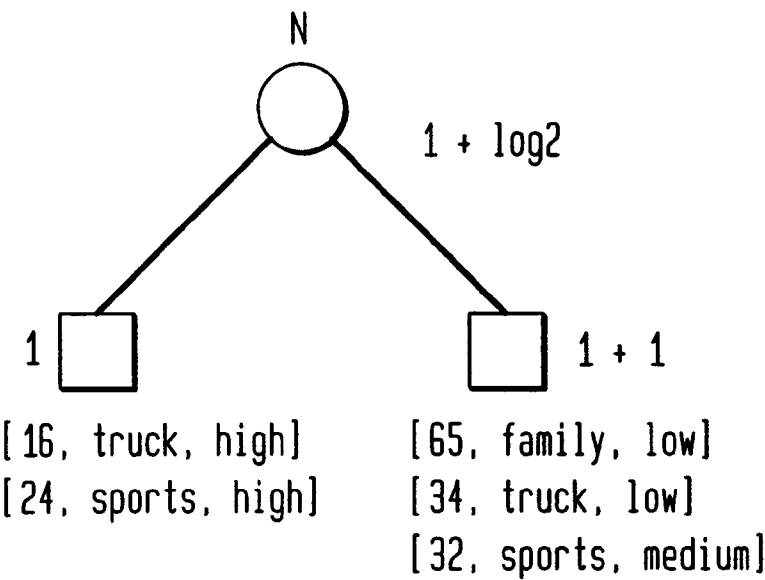 N
1 + log2
1
1 + 1
[16, truck, high]
[24, sports, high]
[65, family, low]
[34, truck, low]
[32, sports, medium]